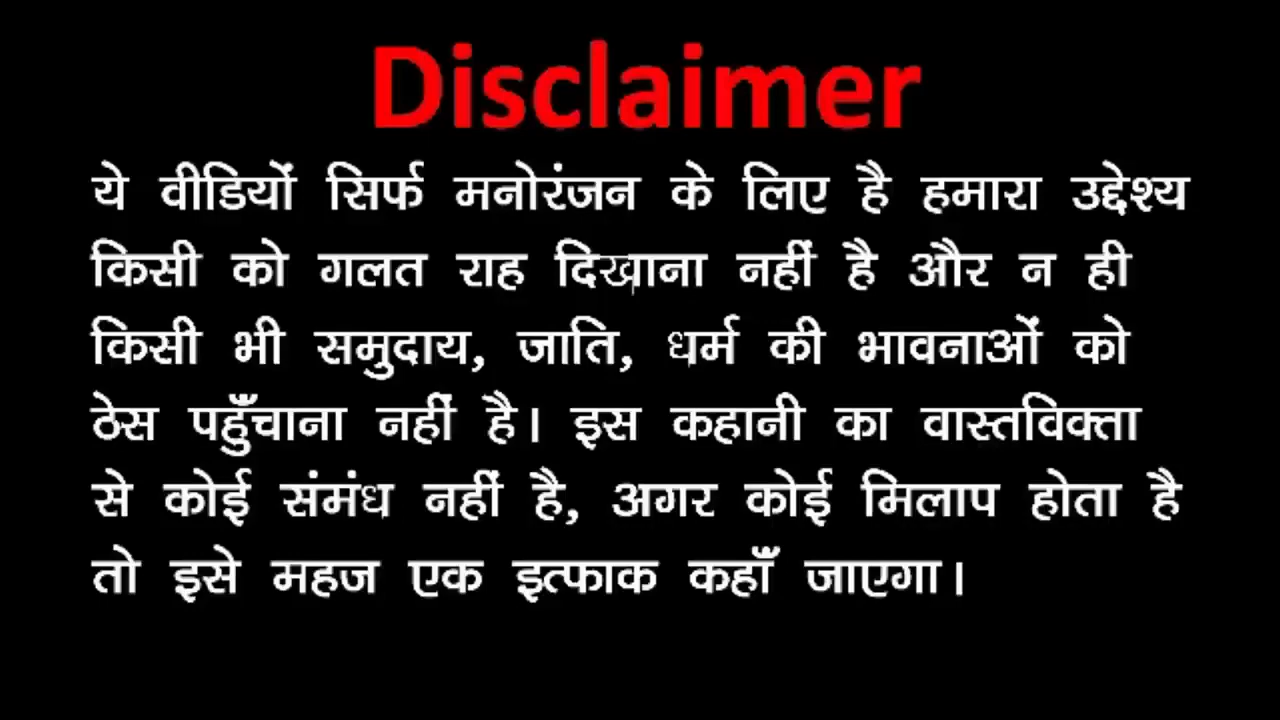 Disclaimer
ये वीडियों सिर्फ मनोरंजन के लिए है हमारा उद्देश्य
किसी को गलत राह दिखाना नहीं है और न ही
किसी भी समुदाय, जाति, धर्म की भावनाओं को
ठेस पहुँचाना नहीं है। इस कहानी का वास्तविक्ता
से कोई संमंध नहीं है, अगर कोई मिलाप होता है
तो इसे महज एक इत्फाक कहाँ जाएगा।